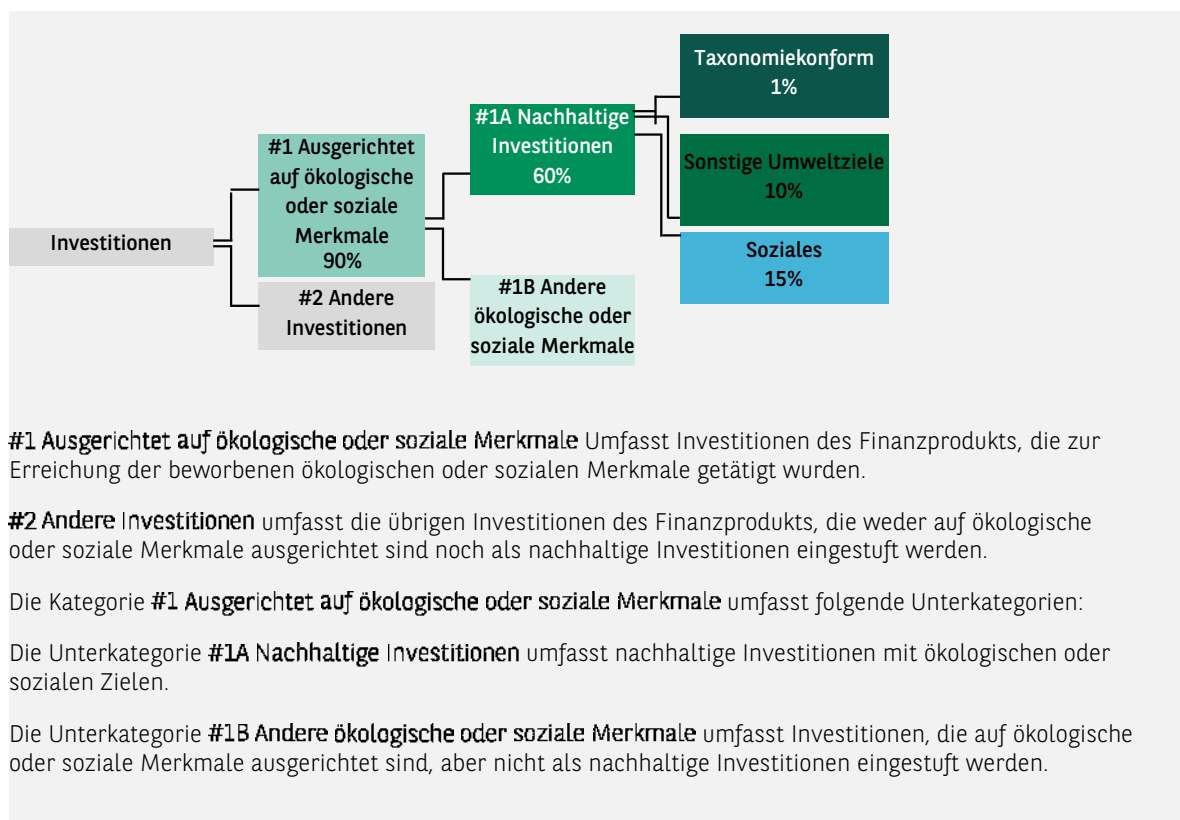 Taxonomiekonform
1%
#1A Nachhaltige
Investitionen
60%
#1 Ausgerichtet
auf ökologische
oder soziale
Merkmale
90%
Sonstige Umweltziele
10%
Investitionen
Soziales
15%
#2 Andere
Investitionen
#1B Andere
ökologische oder
soziale Merkmale
#1 Ausgerichtet auf ökologische oder soziale Merkmale Umfasst Investitionen des Finanzprodukts, die zur
Erreichung der beworbenen ökologischen oder sozialen Merkmale getätigt wurden.
#2 Andere Investitionen umfasst die übrigen Investitionen des Finanzprodukts, die weder auf ökologische
oder soziale Merkmale ausgerichtet sind noch als nachhaltige Investitionen eingestuft werden.
Die Kategorie #1 Ausgerichtet auf ökologische oder soziale Merkmale umfasst folgende Unterkategorien:
Die Unterkategorie #1A Nachhaltige Investitionen umfasst nachhaltige Investitionen mit ökologischen oder
sozialen Zielen.
Die Unterkategorie #1B Andere ökologische oder soziale Merkmale umfasst Investitionen, die auf ökologische
oder soziale Merkmale ausgerichtet sind, aber nicht als nachhaltige Investitionen eingestuft werden.